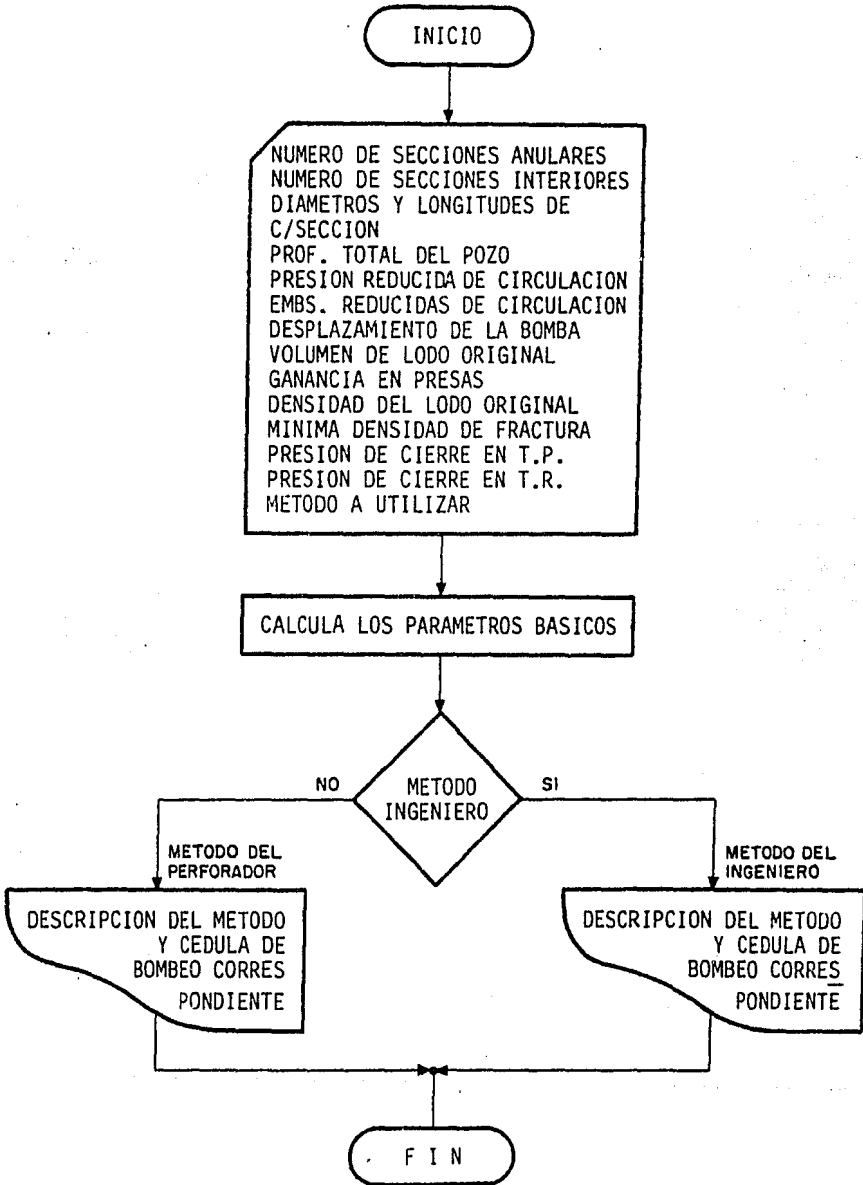 INICIO
NUMERO DE SECCIONES ANULARES
NUMERO DE SECCIONES INTERIORES
DIAMETROS Y LONGITUDES DE
C/SECCION
PROF. TOTAL DEL POZO
PRESION REDUCIDA DE CIRCULACION
EMBS. REDUCIDAS DE CIRCULACION
DESPLAZAMIENTO DE LA BOMBA
VOLUMEN DE LODO ORIGINAL
GANANCIA EN PRESAS
DENSIDAD DEL LODO ORIGINAL
MINIMA DENSIDAD DE FRACTURA
PRESION DE CIERRE EN T.P.
PRESION DE CIERRE EN T.R.
METODO A UTILIZAR
CALCULA LOS PARAMETROS BASICOS
METODO
INGENIERO
NO
SI
METODO DEL
PERFORADOR
DESCRIPCION DEL METODO
Y CEDULA DE
BOMBEO CORRES
PONDIENTE
METODO DEL
INGENIERO
DESCRIPCION DEL METODO
Y CEDULA DE
BOMBEO CORRES
PONDIENTE
F I N